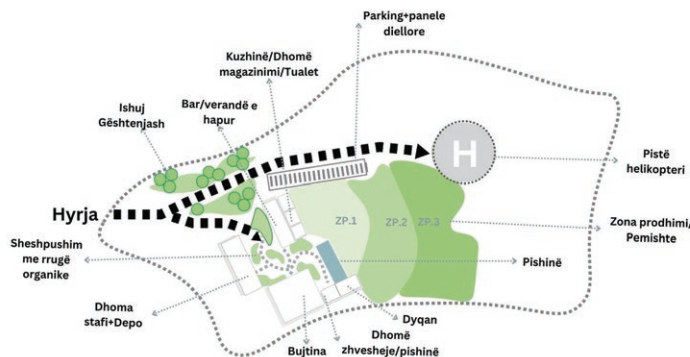 Parking+panele
diellore
Kuzhinë/Dhomë
magazinimi/Tualet
Bar/verandë e
hapur
Ishuj
Gështenjash
H
Pistë
helikopteri
Hyrja
ZP.1
ZP.2
ZP.3
Zona prodhimi/
Pemishte
Sheshpushim
me rrugë
organike
Pishinë
Dhoma
stafi+Depo
Dyqan
Dhomë
zhvesheje/pishinë
Bujtina